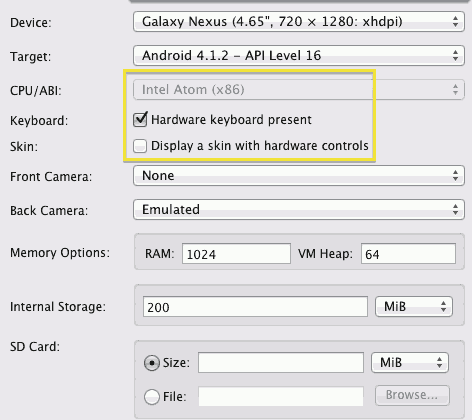 Device: Galaxy Nexus (4.65", 720 × 1280: xhdpi)
Target: Android 4.1.2 – API Level 16
CPU/ABI: Intel Atom (x86)
Keyboard: Hardware keyboard present
Skin: Display a skin with hardware controls
Front Camera: None
Back Camera: Emulated
Memory Options: RAM: 1024 VM Heap: 64
Internal Storage: 200 MiB
SD Card:
Size: MiB
File: Browse...